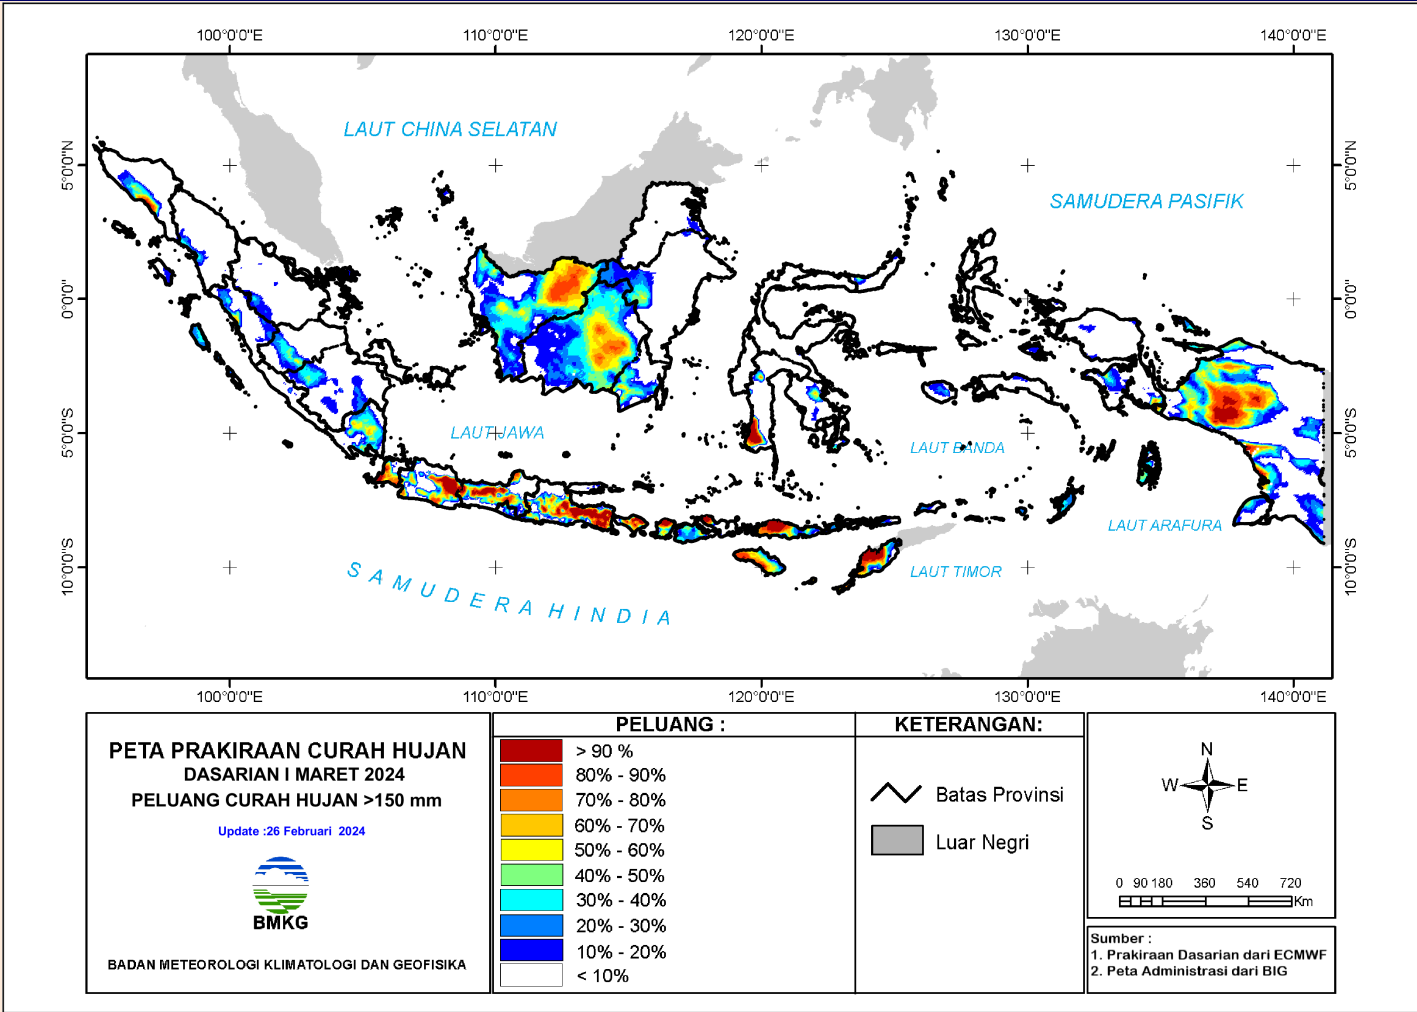 100°0'0"E 110°0'0"E 120°0'0"E 130°0'0"E 140°0'0"E
LAUT CHINA SELATAN
5°0'0"N 5°0'0"N
SAMUDERA PASIFIK
0°0'0" 0°0'0"
LAUT JAWA
5°0'0"S 5°0'0"S
LAUT BANDA
LAUT ARAFURA
10°0'0"S 10°0'0"S
LAUT TIMOR
SAMUDERA HINDIA
100°0'0"E 110°0'0"E 120°0'0"E 130°0'0"E 140°0'0"E
PETA PRAKIRAAN CURAH HUJAN
DASARIAN I MARET 2024
PELUANG CURAH HUJAN >150 mm
Update :26 Februari 2024
BMKG
BADAN METEOROLOGI KLIMATOLOGI DAN GEOFISIKA
PELUANG :
> 90 %
80% - 90%
70% - 80%
60% - 70%
50% - 60%
40% - 50%
30% - 40%
20% - 30%
10% - 20%
< 10%
KETERANGAN:
Batas Provinsi
Luar Negri
N
W E
S
0 90 180 360 540 720
Km
Sumber :
1. Prakiraan Dasarian dari ECMWF
2. Peta Administrasi dari BIG